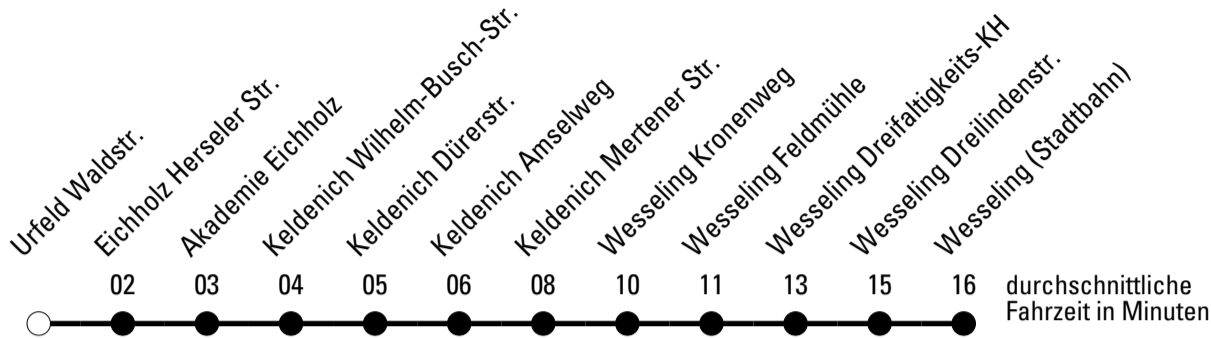 Urfeld Waldstr.
Eichholz Herseler Str.
Akademie Eichholz
Keldenich Wilhelm-Busch-Str.
Keldenich Dürerstr.
Keldenich Amselweg
Keldenich Mertener Str.
Wesseling Kronenweg
Wesseling Feldmühle
Wesseling Dreifaltigkeits-KH
Wesseling Dreilindenstr.
Wesseling (Stadtbahn)
02 03 04 05 06 08 10 11 13 15 16
durchschnittliche
Fahrzeit in Minuten